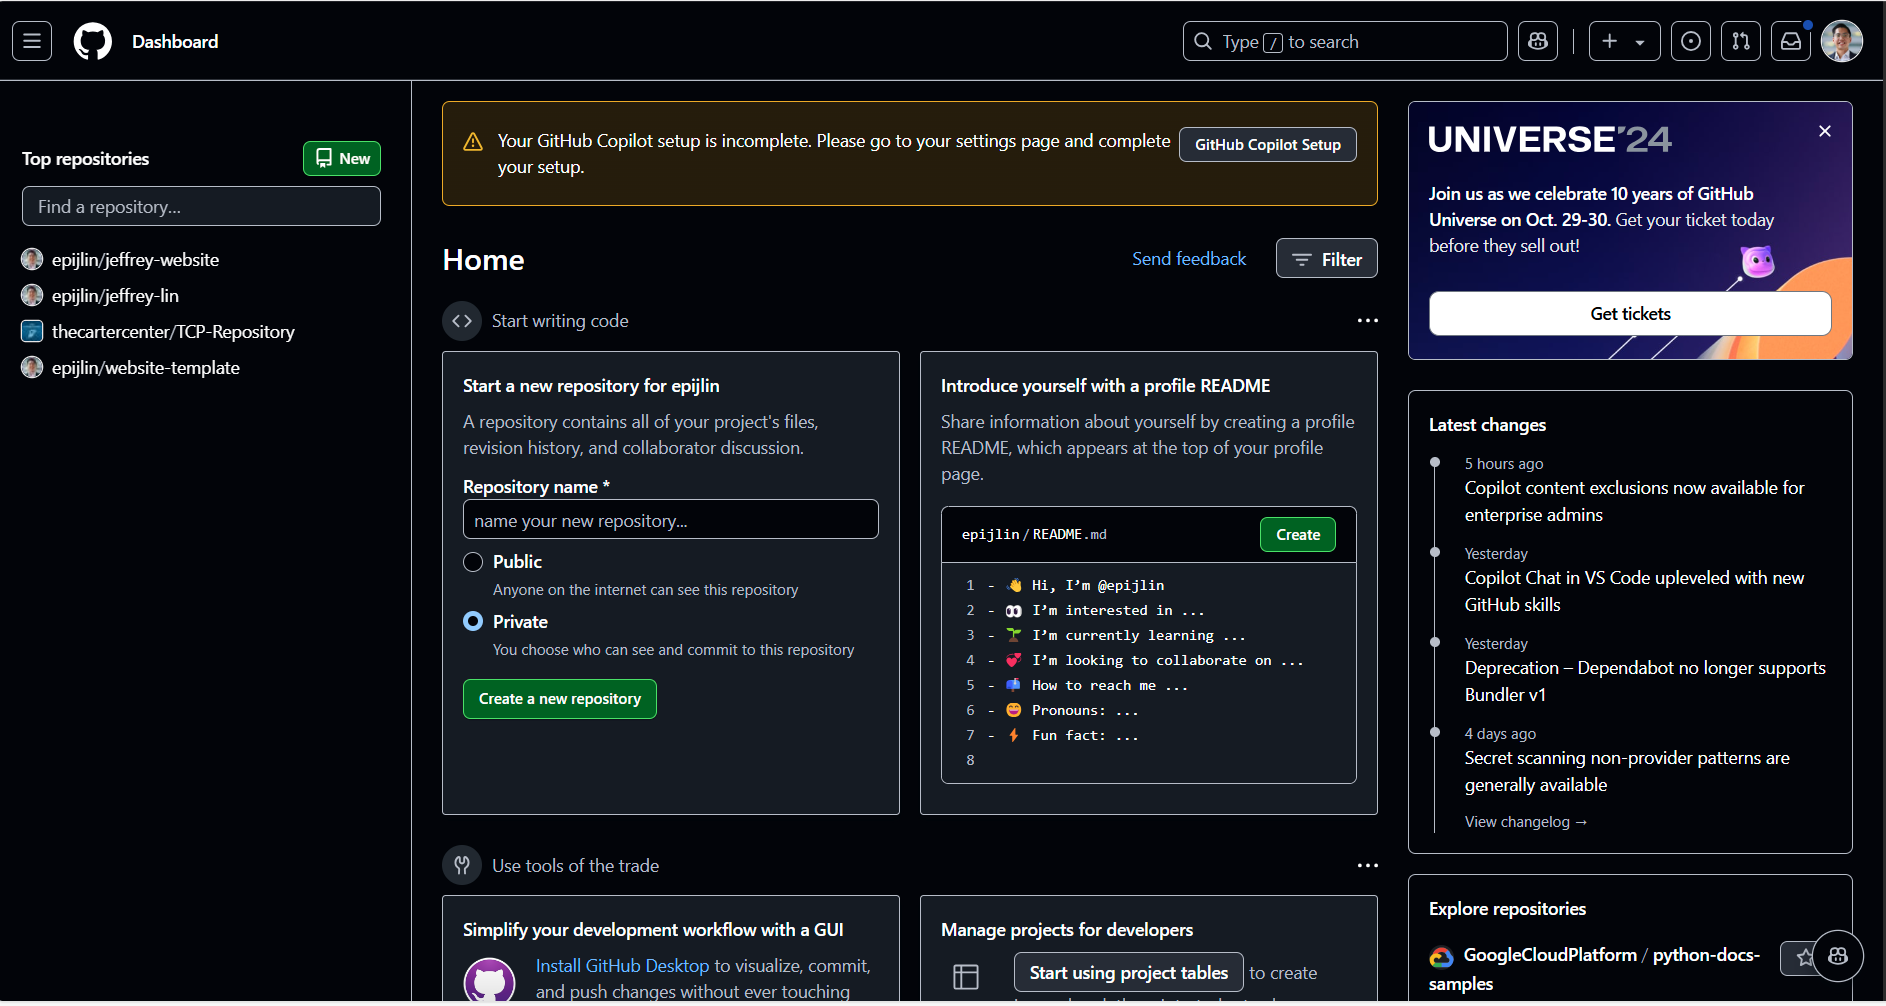 Dashboard
Type / to search
Top repositories
New
Find a repository...
epijlin/jeffrey-website
epijlin/jeffrey-lin
thecartercenter/TCP-Repository
epijlin/website-template
Your GitHub Copilot setup is incomplete. Please go to your settings page and complete
your setup.
GitHub Copilot Setup
Home
Send feedback
Filter
Start writing code
Start a new repository for epijlin
A repository contains all of your project's files,
revision history, and collaborator discussion.
Repository name *
name your new repository...
Public
Anyone on the internet can see this repository
Private
You choose who can see and commit to this repository
Create a new repository
Introduce yourself with a profile README
Share information about yourself by creating a profile
README, which appears at the top of your profile
page.
epijlin / README.md
Create
1 - 👋 Hi, I’m @epijlin
2 - 👀 I’m interested in ...
3 - 🌱 I’m currently learning ...
4 - 💞️ I’m looking to collaborate on ...
5 - 📫 How to reach me ...
6 - 😄 Pronouns: ...
7 - ⚡ Fun fact: ...
8
Use tools of the trade
Simplify your development workflow with a GUI
Install GitHub Desktop to visualize, commit,
and push changes without ever touching
Manage projects for developers
Start using project tables to create
UNIVERSE'24
Join us as we celebrate 10 years of GitHub
Universe on Oct. 29-30. Get your ticket today
before they sell out!
Get tickets
Latest changes
5 hours ago
Copilot content exclusions now available for
enterprise admins
Yesterday
Copilot Chat in VS Code upleveled with new
GitHub skills
Yesterday
Deprecation – Dependabot no longer supports
Bundler v1
4 days ago
Secret scanning non-provider patterns are
generally available
View changelog →
Explore repositories
GoogleCloudPlatform / python-docs-
samples